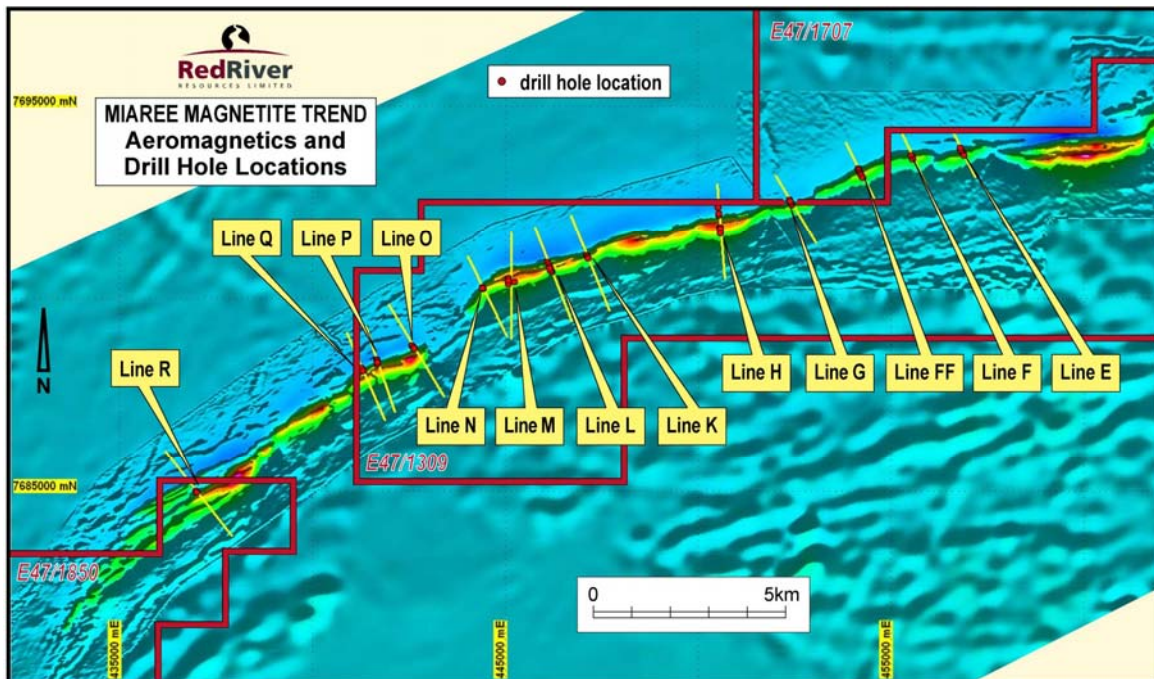 RedRiver
RESOURCES LIMITED
MIAREE MAGNETITE TREND
Aeromagnetics and
Drill Hole Locations
drill hole location
E47/1707
7695000 mN
Line Q
Line P
Line O
N
Line R
Line N
Line M
Line L
Line K
Line H
Line G
Line FF
Line F
Line E
E47/1309
7685000 mN
E47/1850
0
5km
435000 mE
445000 mE
455000 mE